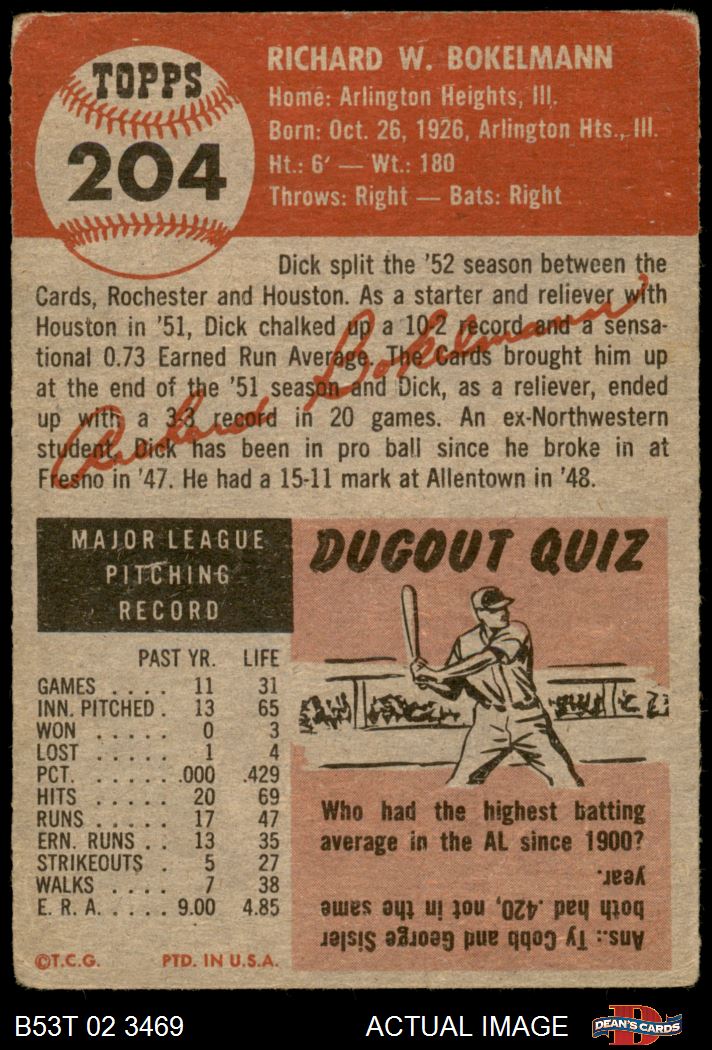 TOPPS
204
RICHARD W. BOKELMANN
Home: Arlington Heights, Ill.
Born: Oct. 26, 1926, Arlington Hts., Ill.
Ht.: 6' — Wt.: 180
Throws: Right — Bats: Right
Dick split the '52 season between the
Cards, Rochester and Houston. As a starter and reliever with
Houston in '51, Dick chalked up a 10-2 record and a sensa-
tional 0.73 Earned Run Average. The Cards brought him up
at the end of the '51 season and Dick, as a reliever, ended
up with a 3-3 record in 20 games. An ex-Northwestern
student, Dick has been in pro ball since he broke in at
Fresno in '47. He had a 15-11 mark at Allentown in '48.
Richard Bokelmann
MAJOR LEAGUE
PITCHING
RECORD
PAST YR. LIFE
GAMES . . . . 11 31
INN. PITCHED . 13 65
WON . . . . . 0 3
LOST . . . . . 1 4
PCT. . . . . . .000 .429
HITS . . . . . 20 69
RUNS . . . . . 17 47
ERN. RUNS . . 13 35
STRIKEOUTS . 5 27
WALKS . . . . 7 38
E. R. A. . . . . . 9.00 4.85
©T.C.G. PTD. IN U.S.A.
DUGOUT QUIZ
Who had the highest batting
average in the AL since 1900?
Ans.: Ty Cobb and George Sisler
both had .420, not in the same
year.
B53T 02 3469 ACTUAL IMAGE
D
DEAN'S CARDS